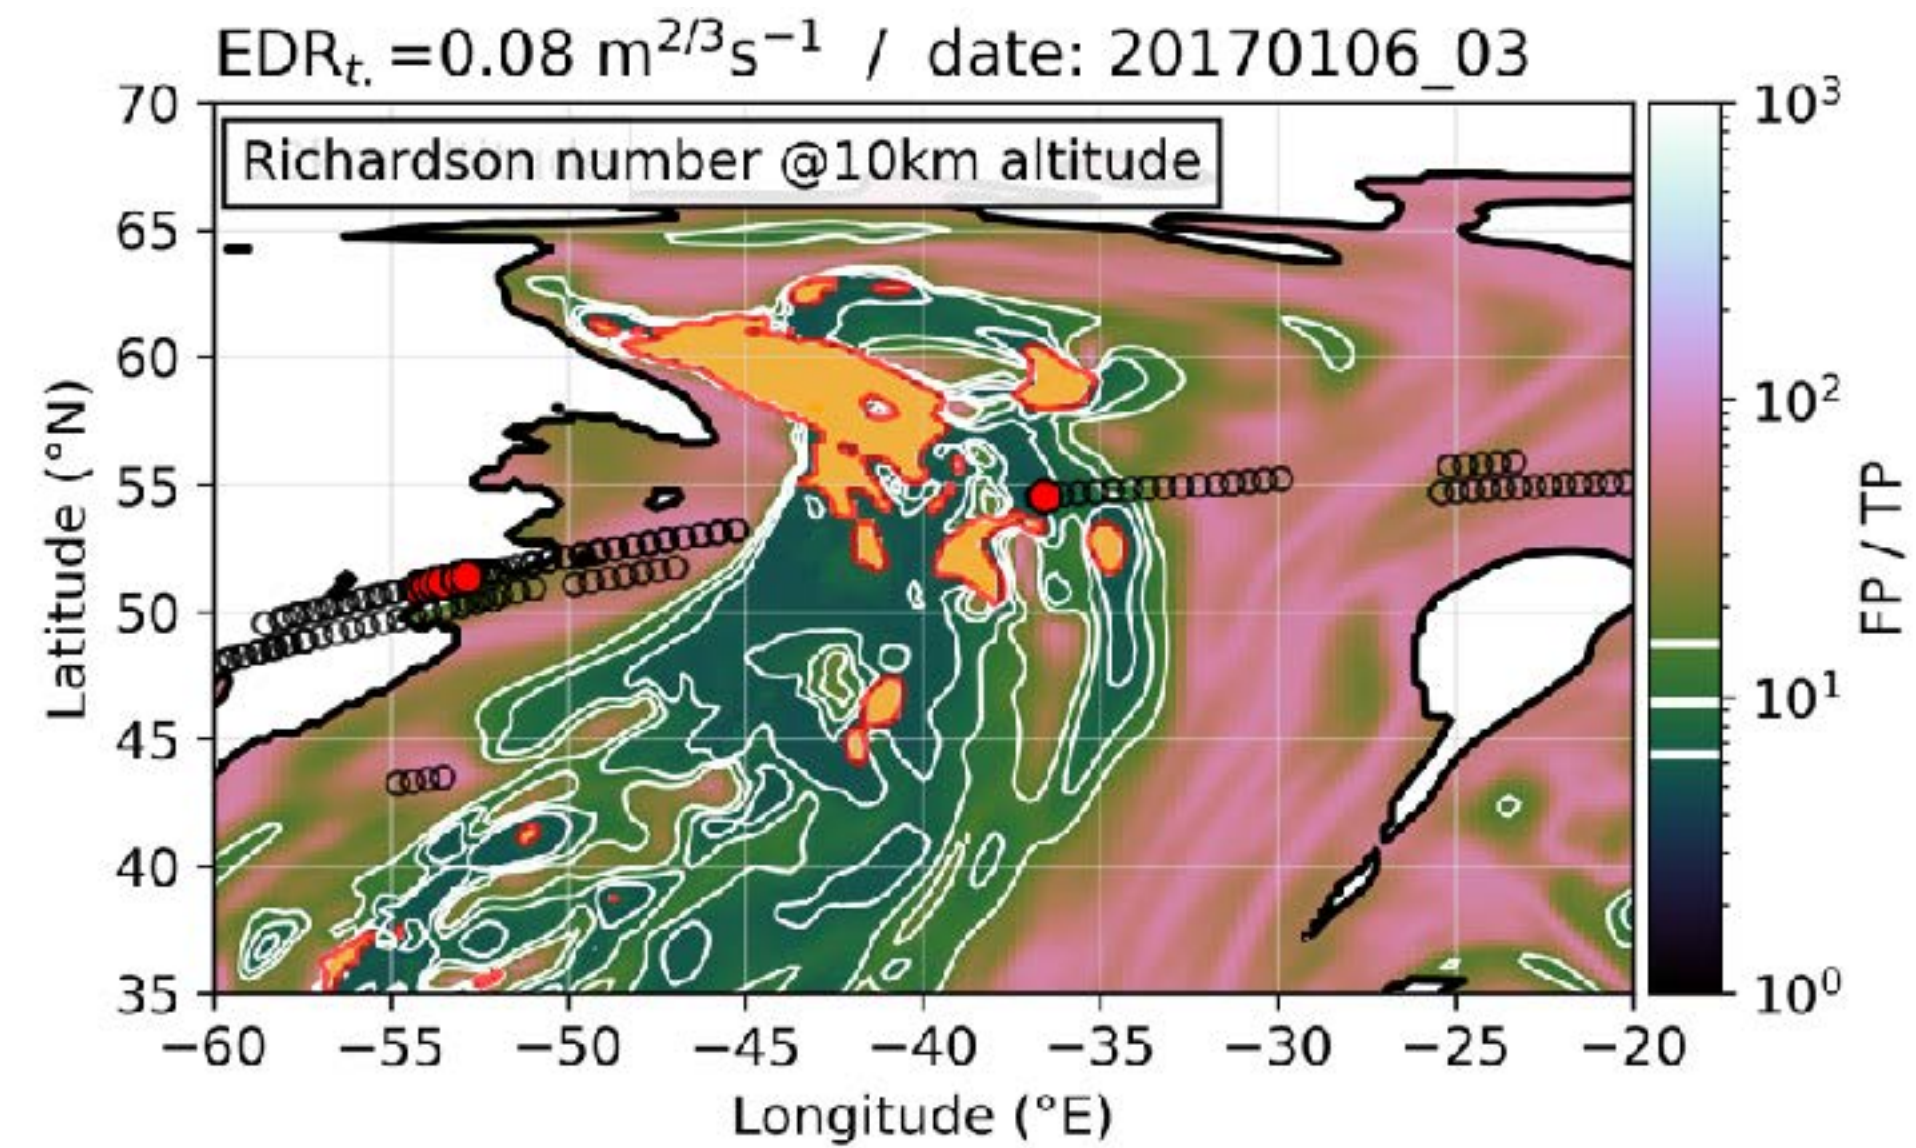 EDRt. =0.08 m^2/3 s^−1 / date: 20170106_03
Richardson number @10km altitude
70
65
60
55
50
45
40
35
Latitude (°N)
−60 −55 −50 −45 −40 −35 −30 −25 −20
Longitude (°E)
10^3
10^2
10^1
10^0
FP / TP